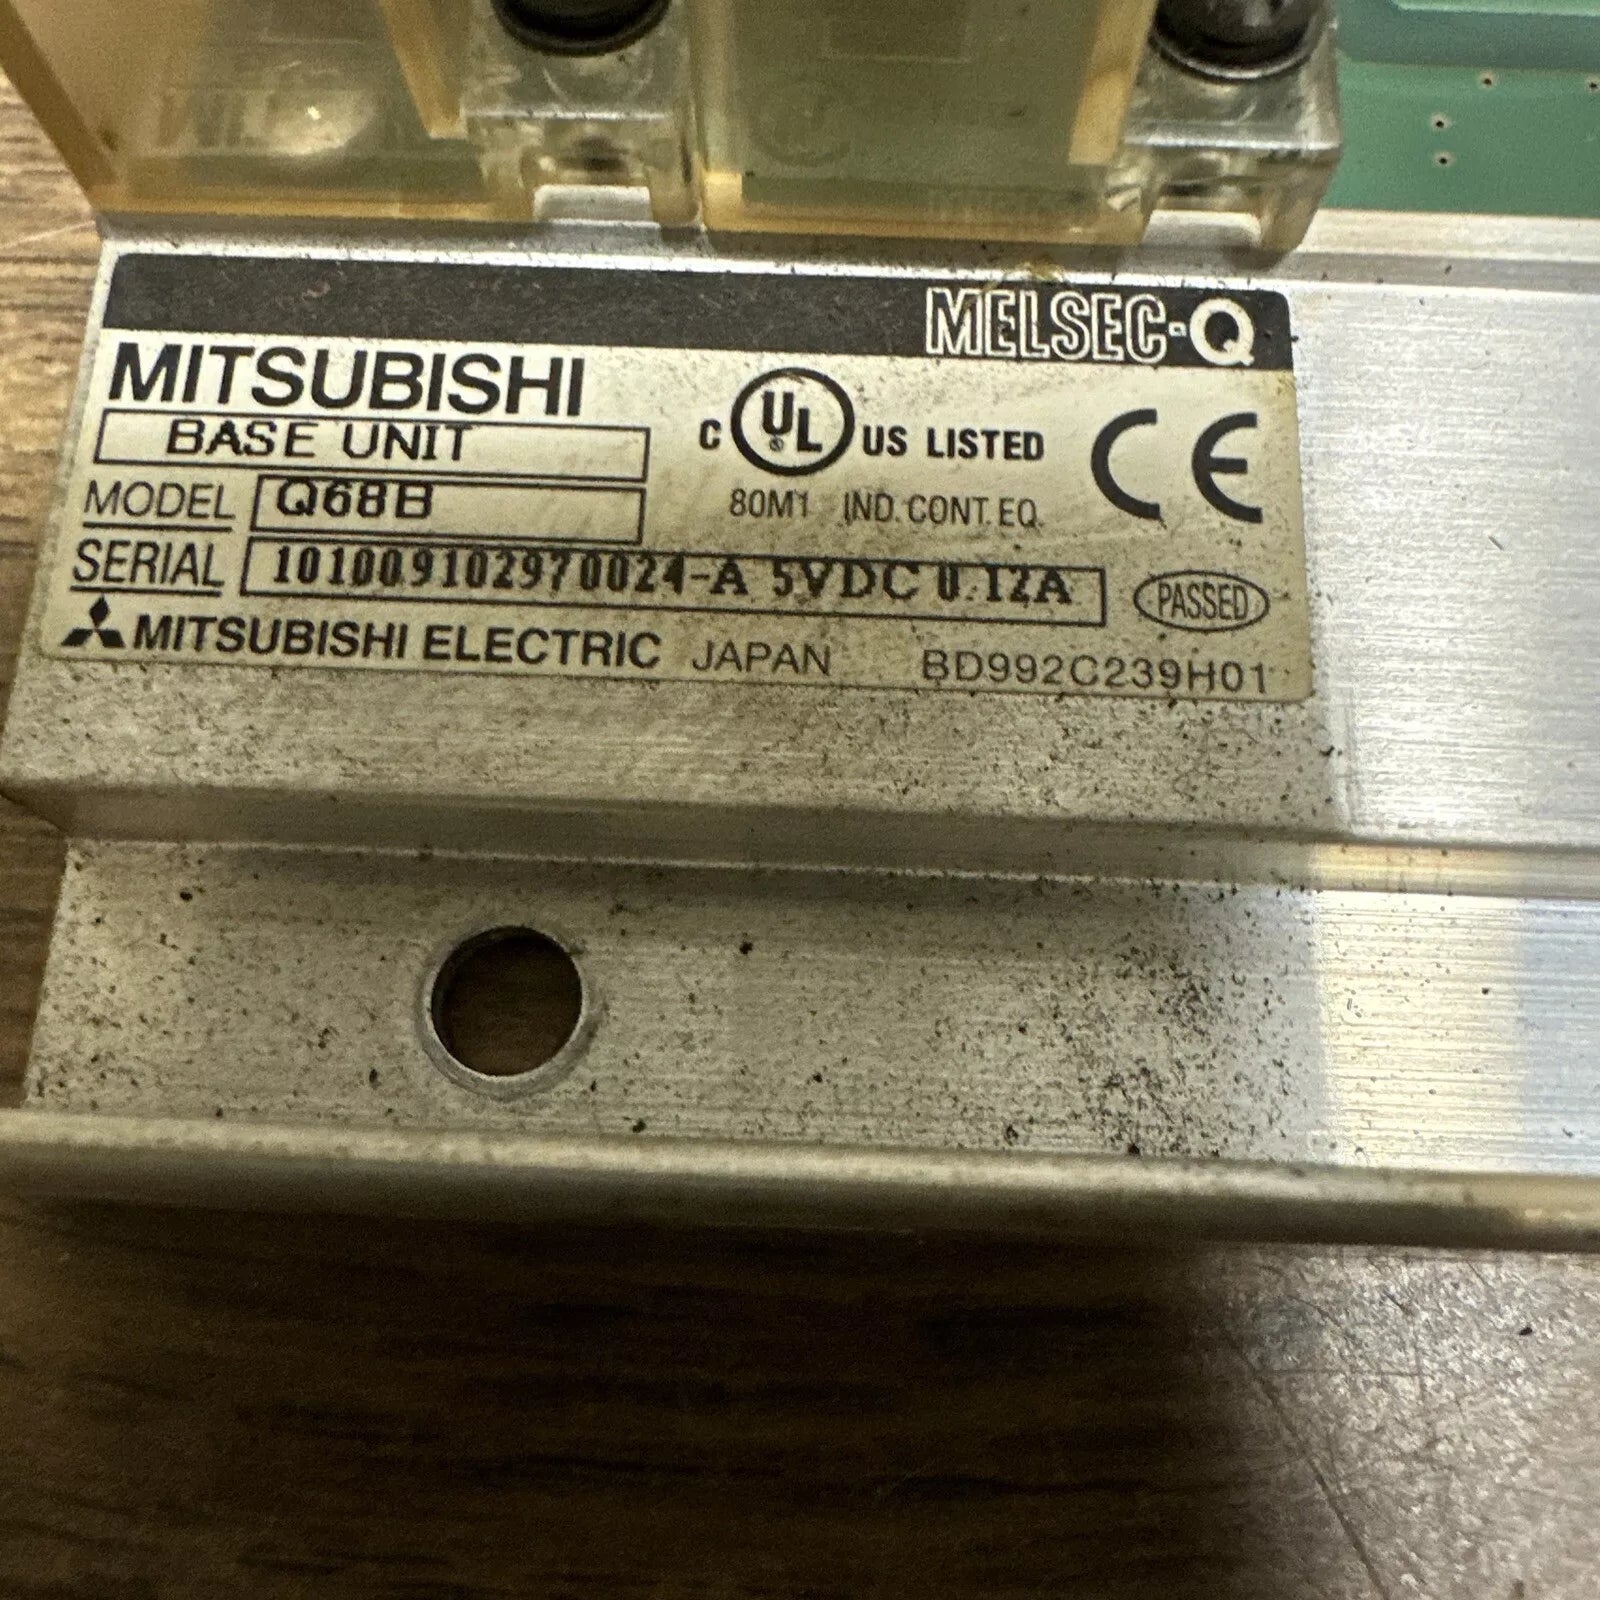 MELSEC-Q
MITSUBISHI
BASE UNIT
C UL® US LISTED
CE
MODEL Q68B
80M1 IND. CONT. EQ.
SERIAL 101009102970024-A 5VDC 0.12A
PASSED
MITSUBISHI ELECTRIC JAPAN BD992C239H01